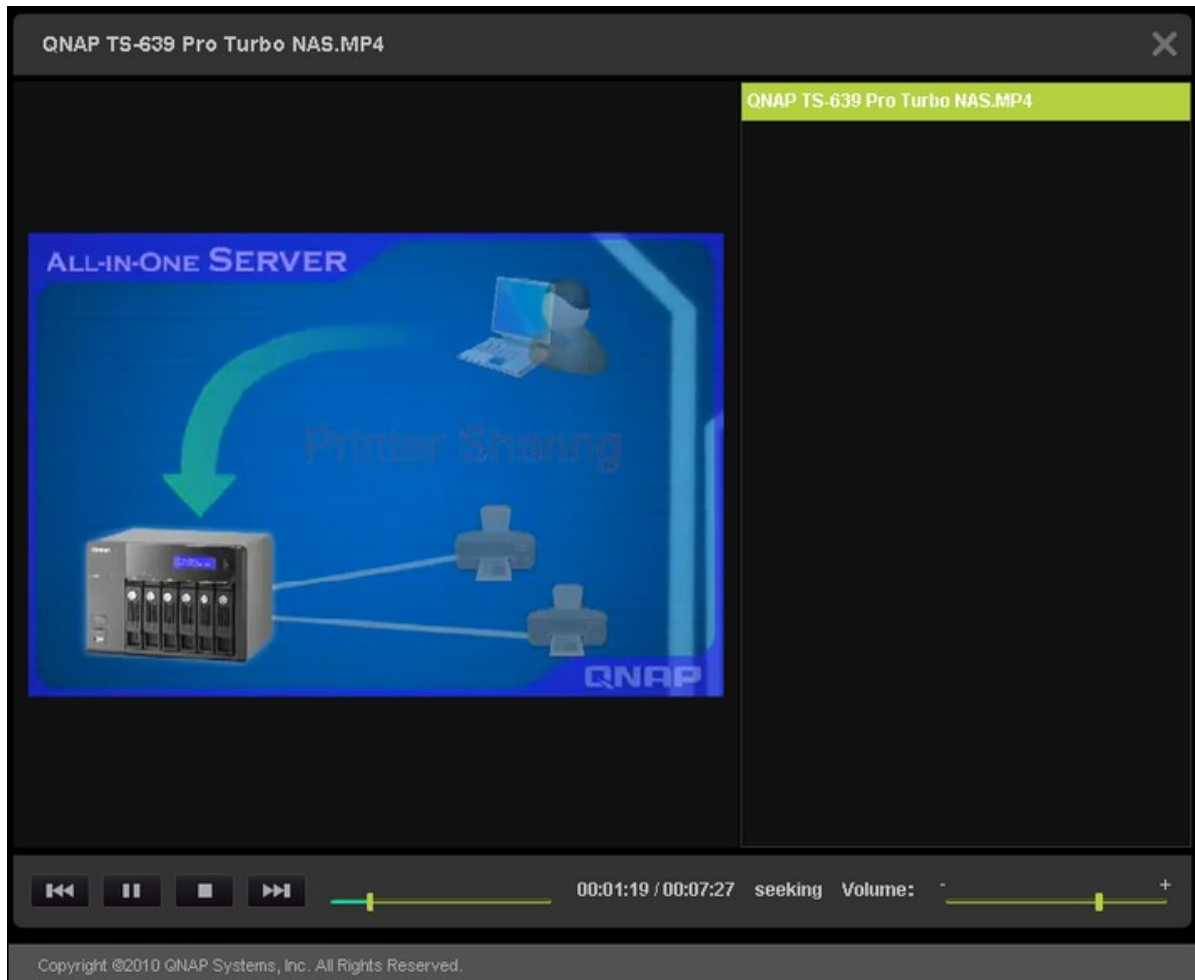 QNAP TS-639 Pro Turbo NAS.MP4
QNAP TS-639 Pro Turbo NAS.MP4
ALL-IN-ONE SERVER
Printer Sharing
QNAP
00:01:19 / 00:07:27 seeking Volume: - +
Copyright ©2010 QNAP Systems, Inc. All Rights Reserved.